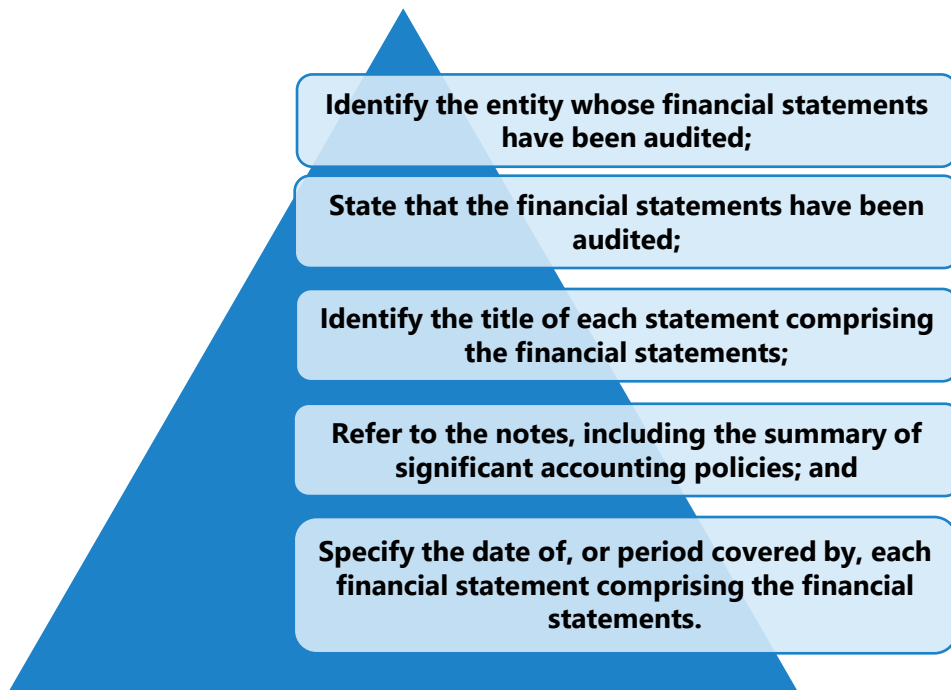 Identify the entity whose financial statements
have been audited;
State that the financial statements have been
audited;
Identify the title of each statement comprising
the financial statements;
Refer to the notes, including the summary of
significant accounting policies; and
Specify the date of, or period covered by, each
financial statement comprising the financial
statements.